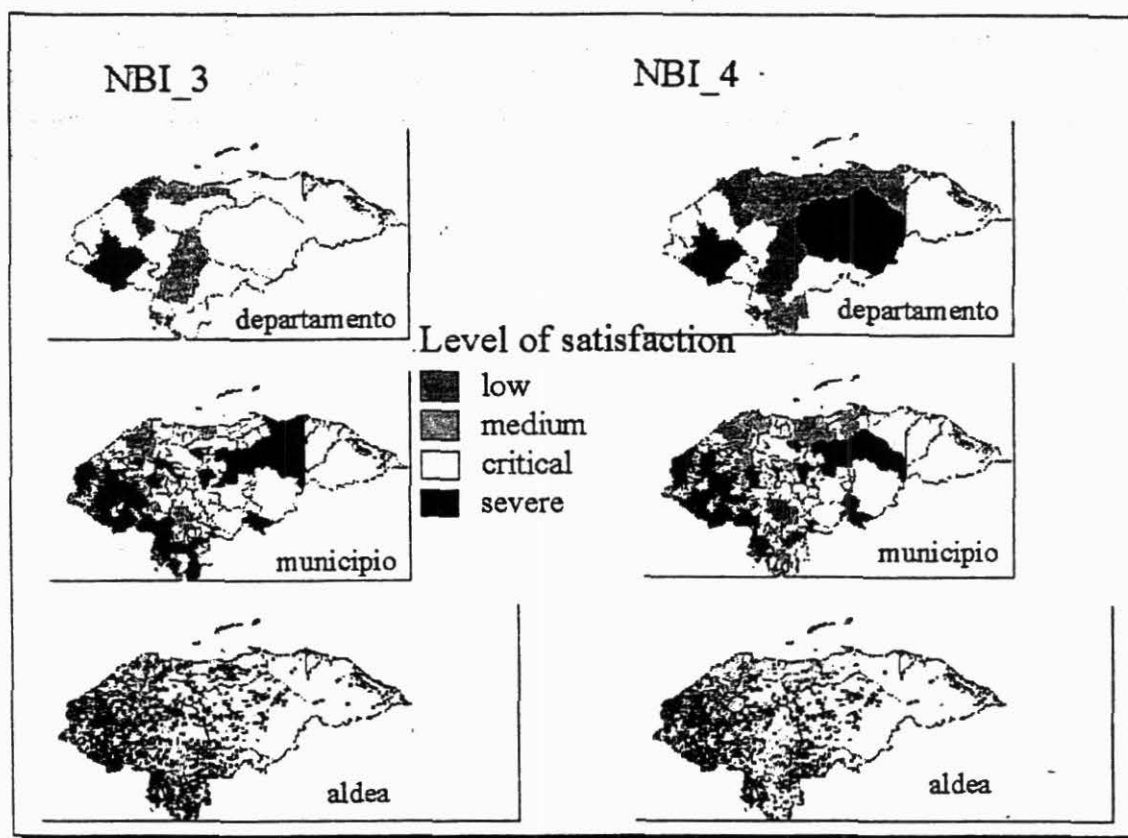 NBI_3
NBI_4
departamento
departamento
Level of satisfaction
low
medium
critical
severe
municipio
municipio
aldea
aldea